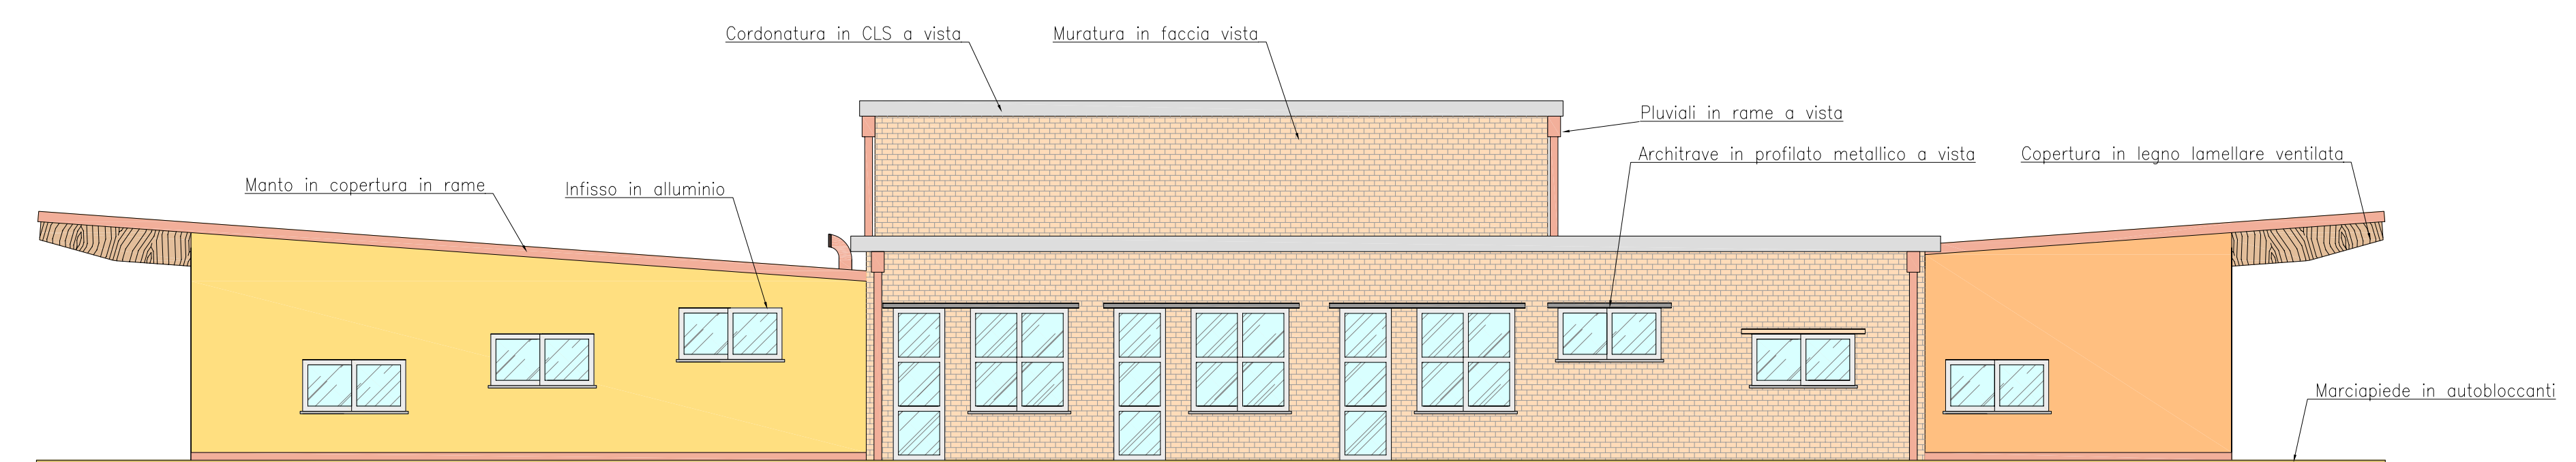 Cordonatura in CLS a vista
Muratura in faccia vista
Pluviali in rame a vista
Architrave in profilato metallico a vista
Copertura in legno lamellare ventilata
Manto in copertura in rame
Infisso in alluminio
Marciapiede in autobloccanti